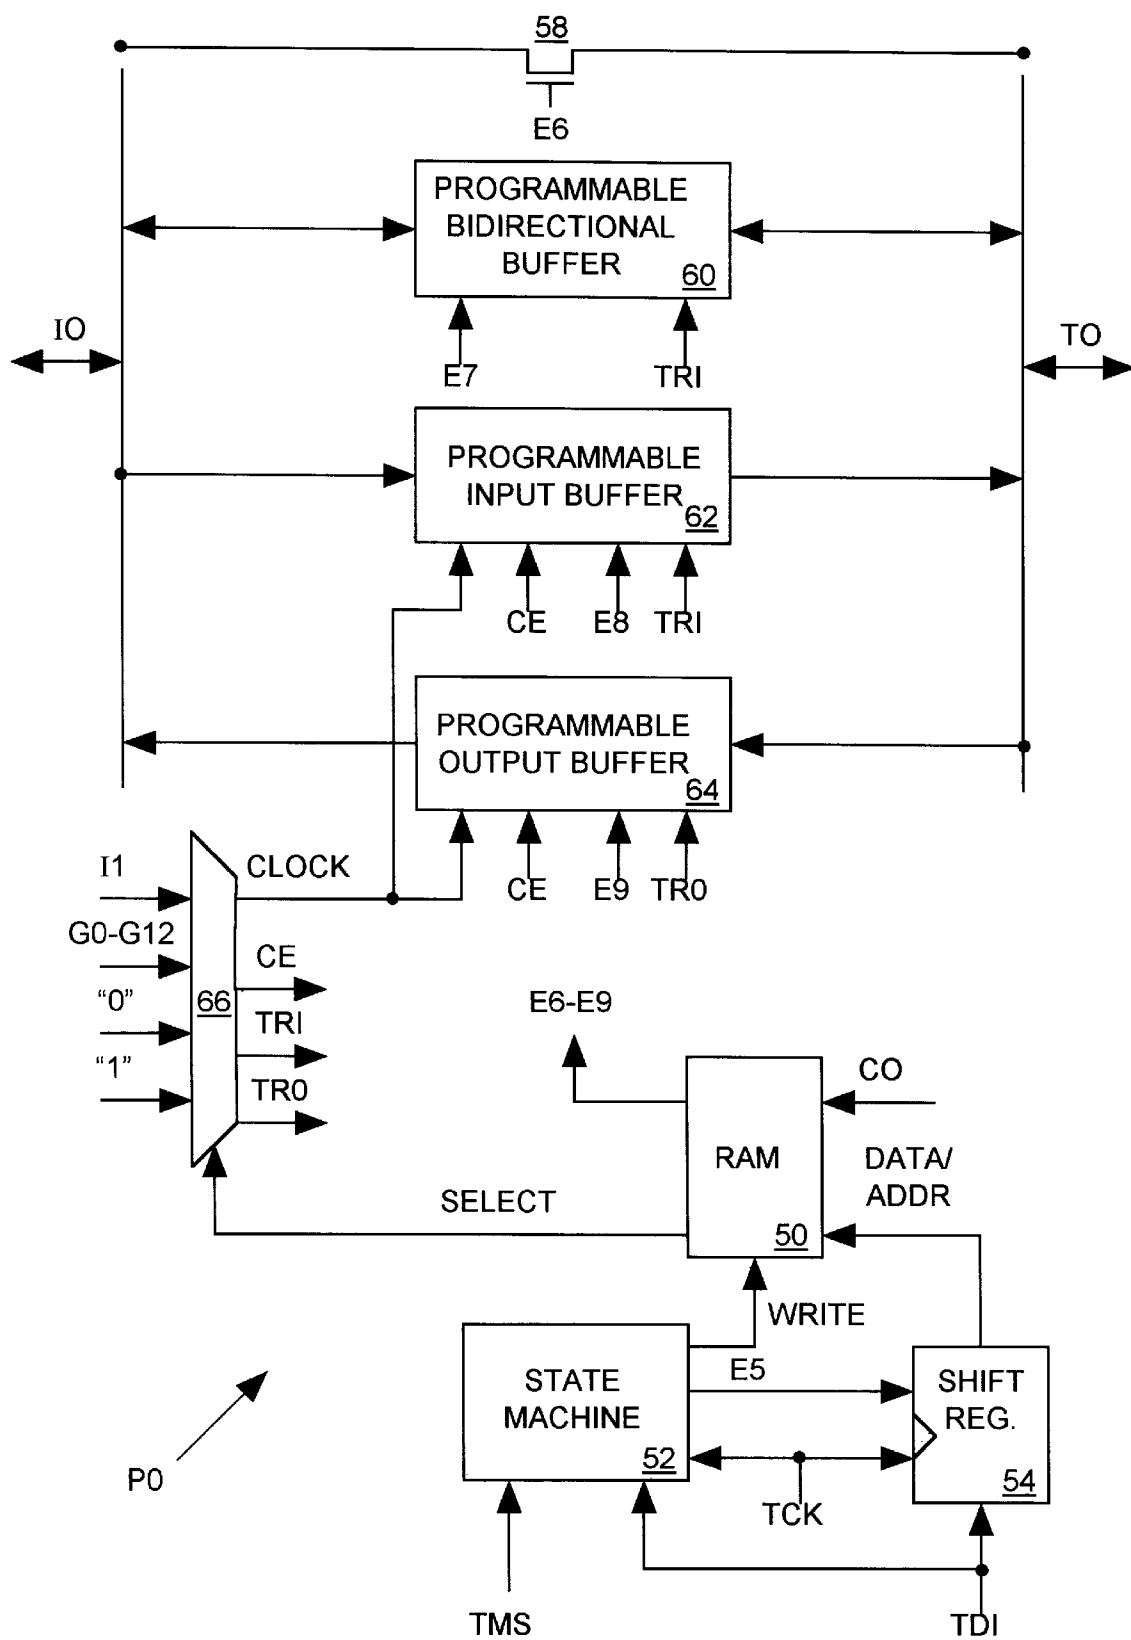 58
E6
PROGRAMMABLE
BIDIRECTIONAL
BUFFER
60
IO
TO
E7
TRI
PROGRAMMABLE
INPUT BUFFER
62
CE
E8
TRI
PROGRAMMABLE
OUTPUT BUFFER
64
I1
CLOCK
CE
E9
TR0
G0-G12
CE
“0”
66
E6-E9
TRI
“1”
TR0
CO
RAM
DATA/
ADDR
SELECT
50
WRITE
E5
STATE
MACHINE
52
SHIFT
REG.
54
P0
TCK
TMS
TDI